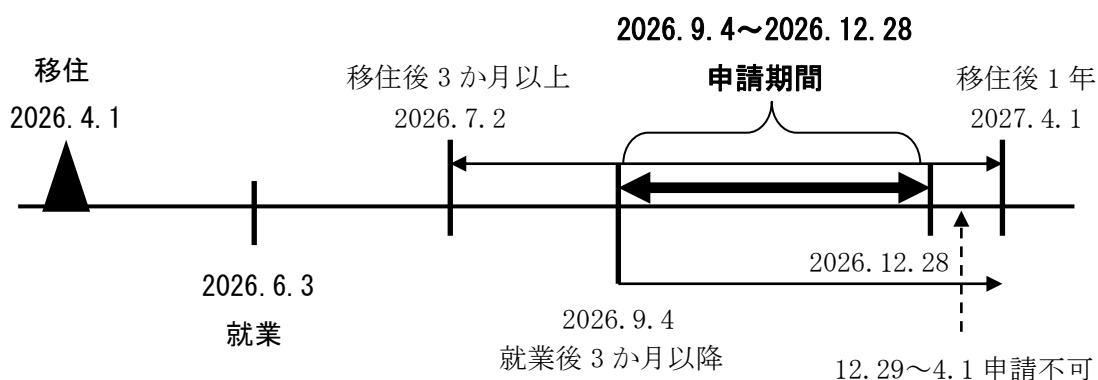 2026.9.4～2026.12.28
移住
移住後 3 か月以上
申請期間
移住後 1 年
2026.4.1
2026.7.2
2027.4.1
2026.12.28
2026.6.3
2026.9.4
就業
就業後 3 か月以降
12.29～4.1 申請不可